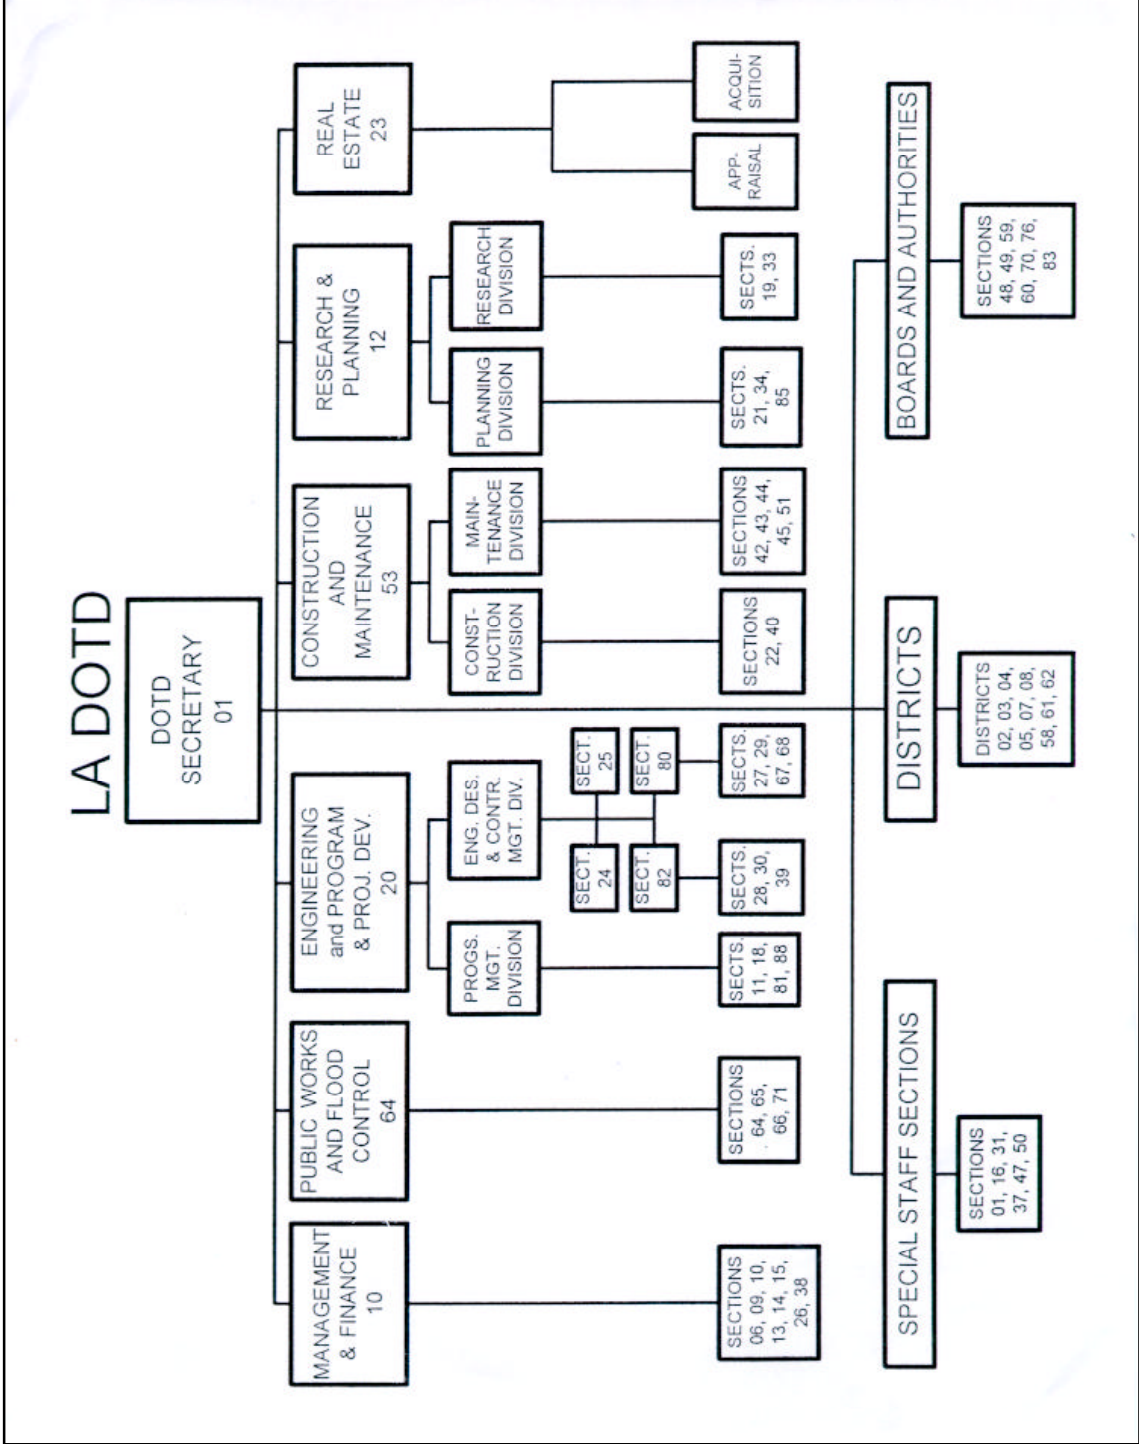 LA DOTD
DOTD
SECRETARY
01
MANAGEMENT
& FINANCE
10
PUBLIC WORKS
AND FLOOD
CONTROL
64
ENGINEERING
and PROGRAM
& PROJ. DEV.
20
CONSTRUCTION
AND
MAINTENANCE
53
RESEARCH &
PLANNING
12
REAL
ESTATE
23
PROGS.
MGT.
DIVISION
ENG. DES.
& CONTR.
MGT. DIV.
CONST-
RUCTION
DIVISION
MAIN-
TENANCE
DIVISION
PLANNING
DIVISION
RESEARCH
DIVISION
SECT.
24
SECT.
25
SECT.
82
SECT.
80
SECTIONS
06, 09, 10,
13, 14, 15,
26, 38
SECTIONS
64, 65,
66, 71
SECTS.
11, 18,
81, 88
SECTS.
28, 30,
39
SECTS.
27, 29,
67, 68
SECTIONS
22, 40
SECTIONS
42, 43, 44,
45, 51
SECTS.
21, 34,
85
SECTS.
19, 33
APP-
RAISAL
ACQUI-
SITION
SPECIAL STAFF SECTIONS
DISTRICTS
BOARDS AND AUTHORITIES
SECTIONS
01, 16, 31,
37, 47, 50
DISTRICTS
02, 03, 04,
05, 07, 08,
58, 61, 62
SECTIONS
48, 49, 59,
60, 70, 76,
83